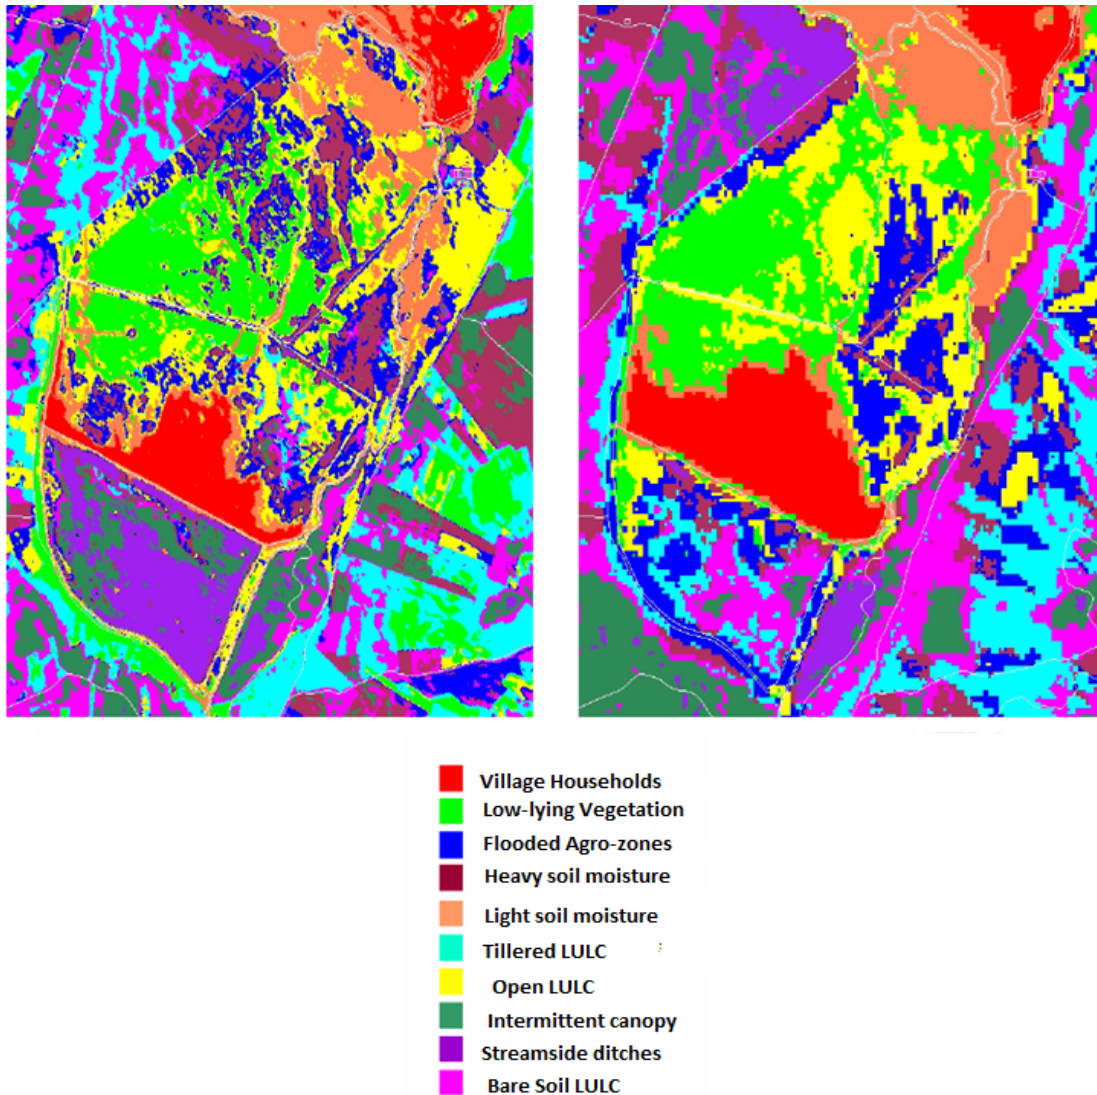 Village Households
Low-lying Vegetation
Flooded Agro-zones
Heavy soil moisture
Light soil moisture
Tillered LULC
Open LULC
Intermittent canopy
Streamside ditches
Bare Soil LULC